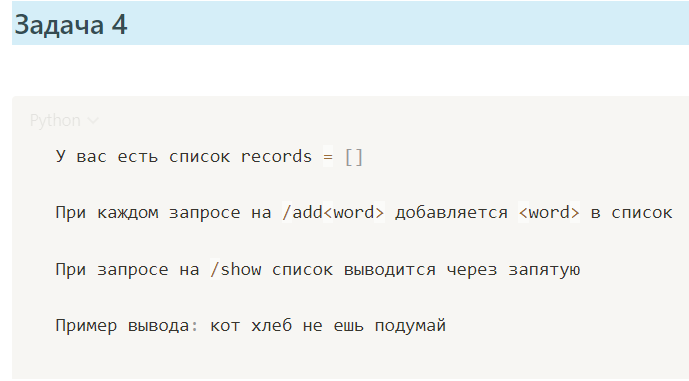 Задача 4
Python
У вас есть список records = []
При каждом запросе на /add<word> добавляется <word> в список
При запросе на /show список выводится через запятую
Пример вывода: кот хлеб не ешь подумай